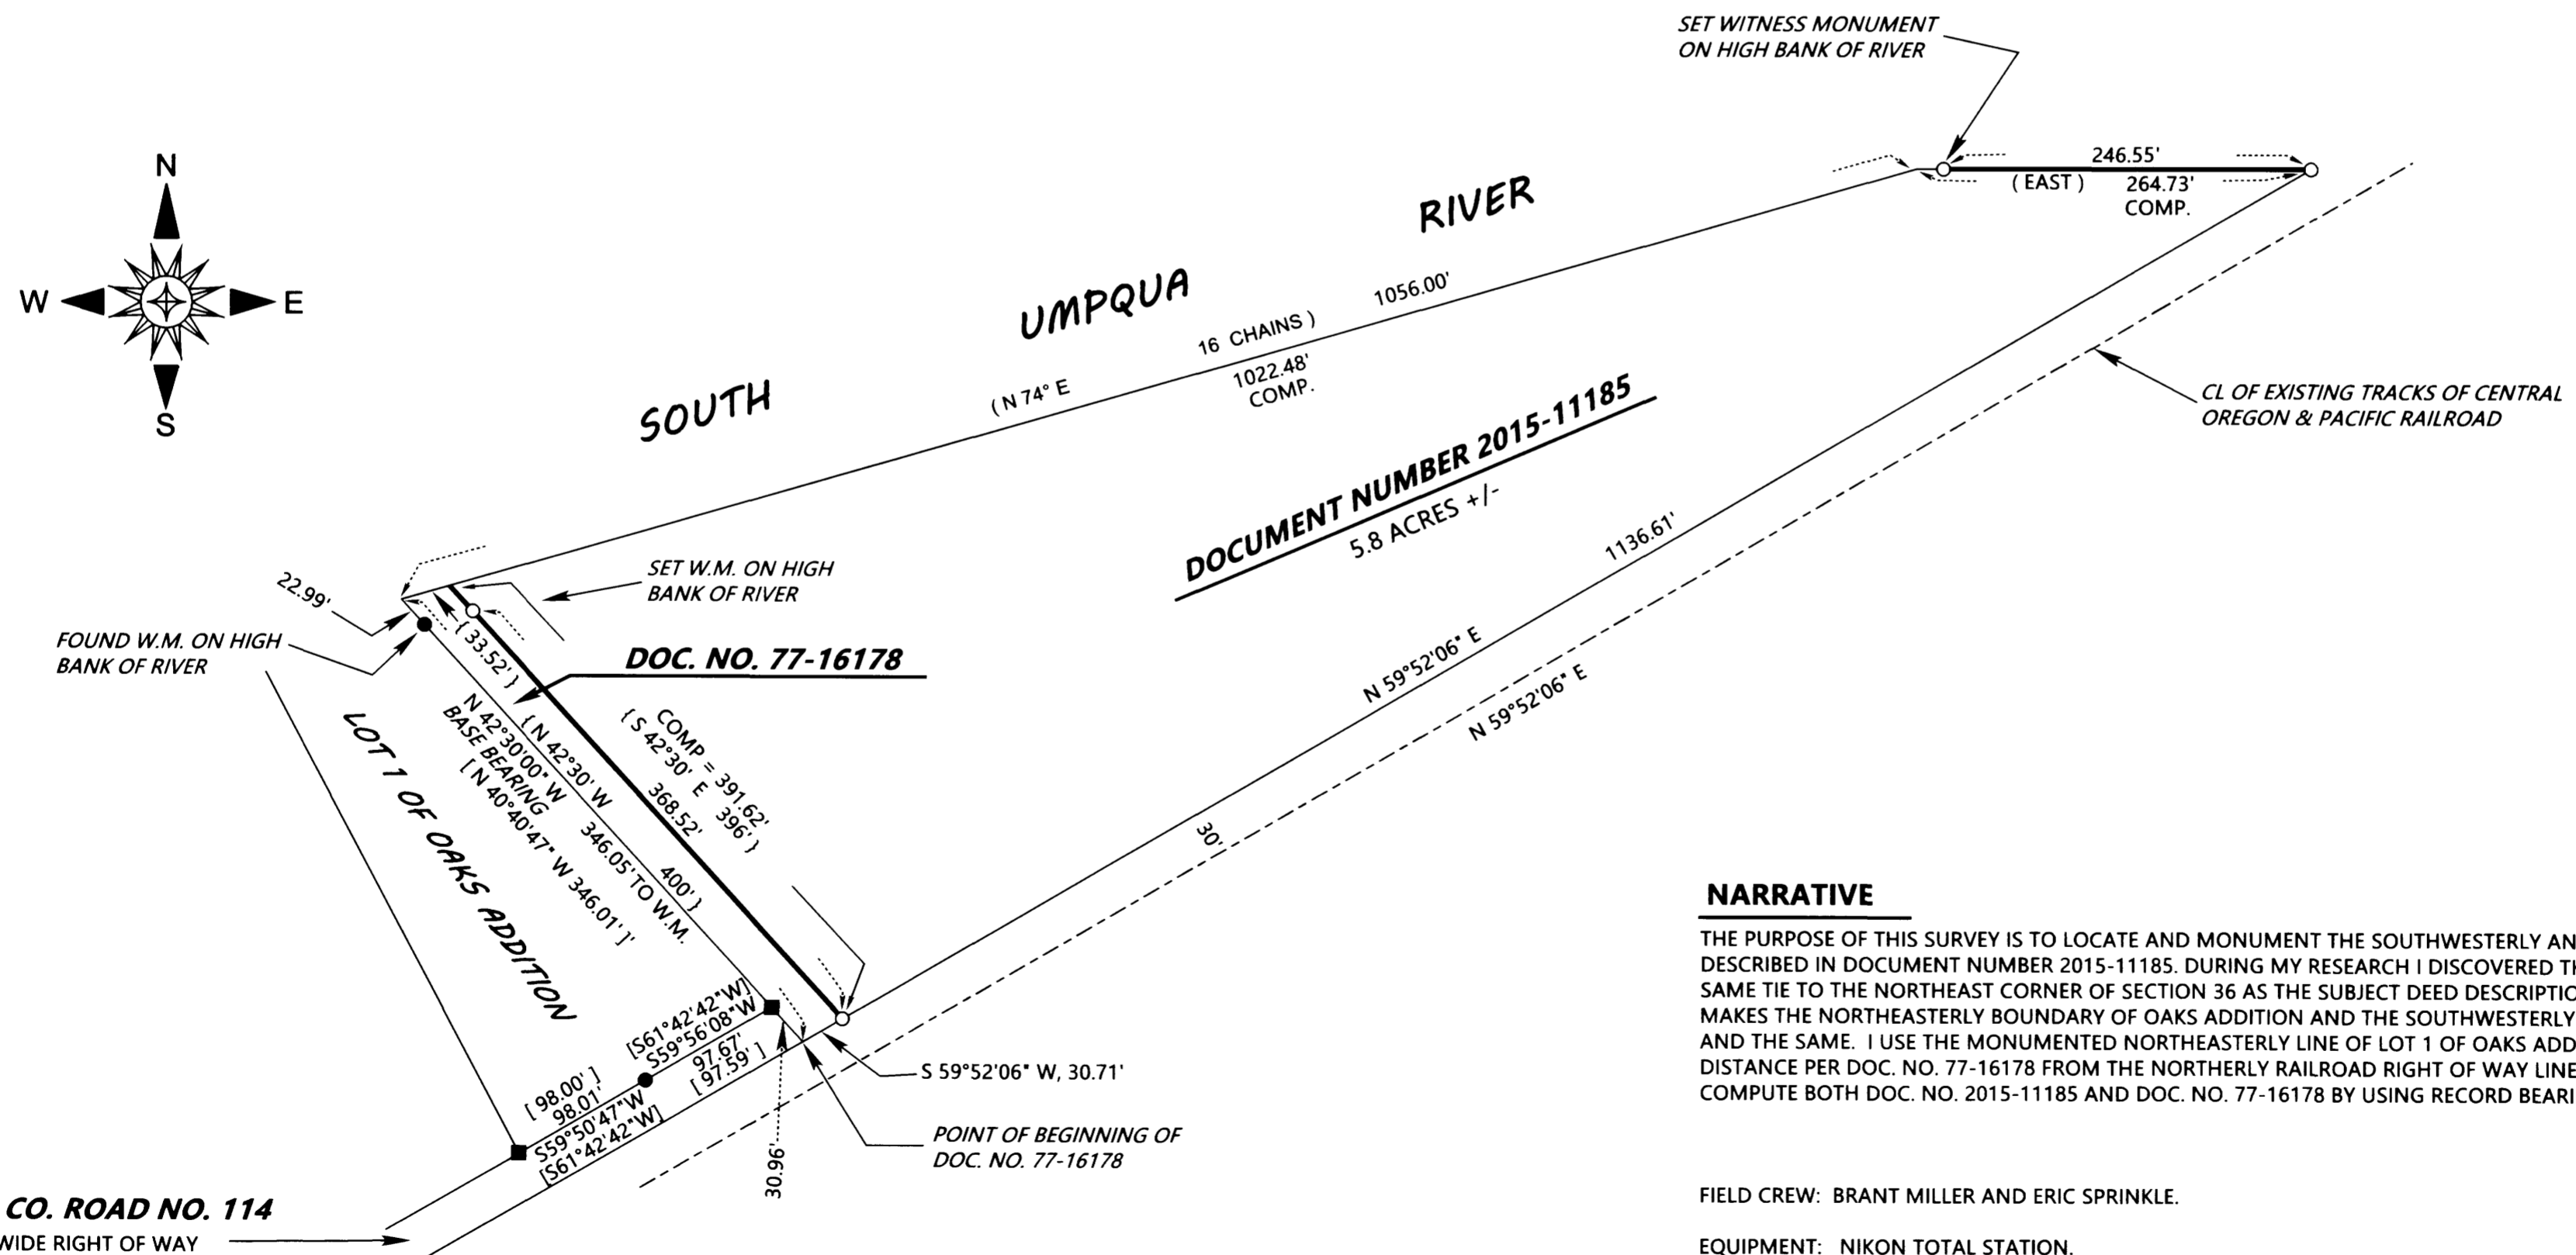 SET WITNESS MONUMENT
ON HIGH BANK OF RIVER
N
W
E
S
246.55'
( EAST )
264.73'
COMP.
SOUTH UMPQUA RIVER
( N 74° E 16 CHAINS ) 1056.00'
1022.48'
COMP.
CL OF EXISTING TRACKS OF CENTRAL
OREGON & PACIFIC RAILROAD
DOCUMENT NUMBER 2015-11185
5.8 ACRES +/-
1136.61'
N 59°52'06" E
N 59°52'06" E
30'
22.99'
SET W.M. ON HIGH
BANK OF RIVER
FOUND W.M. ON HIGH
BANK OF RIVER
{ 33.52' }
DOC. NO. 77-16178
COMP = 391.62'
{ S 42°30' E 396' }
368.52'
{ N 42°30' W 400' }
N 42°30'00" W 346.05' TO W.M.
BASE BEARING
[ N 40°40'47" W 346.01' ]'
LOT 1 OF OAKS ADDITION
[S61°42'42"W]
S59°56'08"W
97.67'
[ 97.59' ]
[ 98.00' ]
98.01'
S59°50'47"W
[S61°42'42"W]
S 59°52'06" W, 30.71'
30.96'
POINT OF BEGINNING OF
DOC. NO. 77-16178
CO. ROAD NO. 114
WIDE RIGHT OF WAY
NARRATIVE
THE PURPOSE OF THIS SURVEY IS TO LOCATE AND MONUMENT THE SOUTHWESTERLY AN
DESCRIBED IN DOCUMENT NUMBER 2015-11185. DURING MY RESEARCH I DISCOVERED TH
SAME TIE TO THE NORTHEAST CORNER OF SECTION 36 AS THE SUBJECT DEED DESCRIPTIO
MAKES THE NORTHEASTERLY BOUNDARY OF OAKS ADDITION AND THE SOUTHWESTERLY
AND THE SAME. I USE THE MONUMENTED NORTHEASTERLY LINE OF LOT 1 OF OAKS ADD
DISTANCE PER DOC. NO. 77-16178 FROM THE NORTHERLY RAILROAD RIGHT OF WAY LINE
COMPUTE BOTH DOC. NO. 2015-11185 AND DOC. NO. 77-16178 BY USING RECORD BEARI
FIELD CREW: BRANT MILLER AND ERIC SPRINKLE.
EQUIPMENT: NIKON TOTAL STATION.